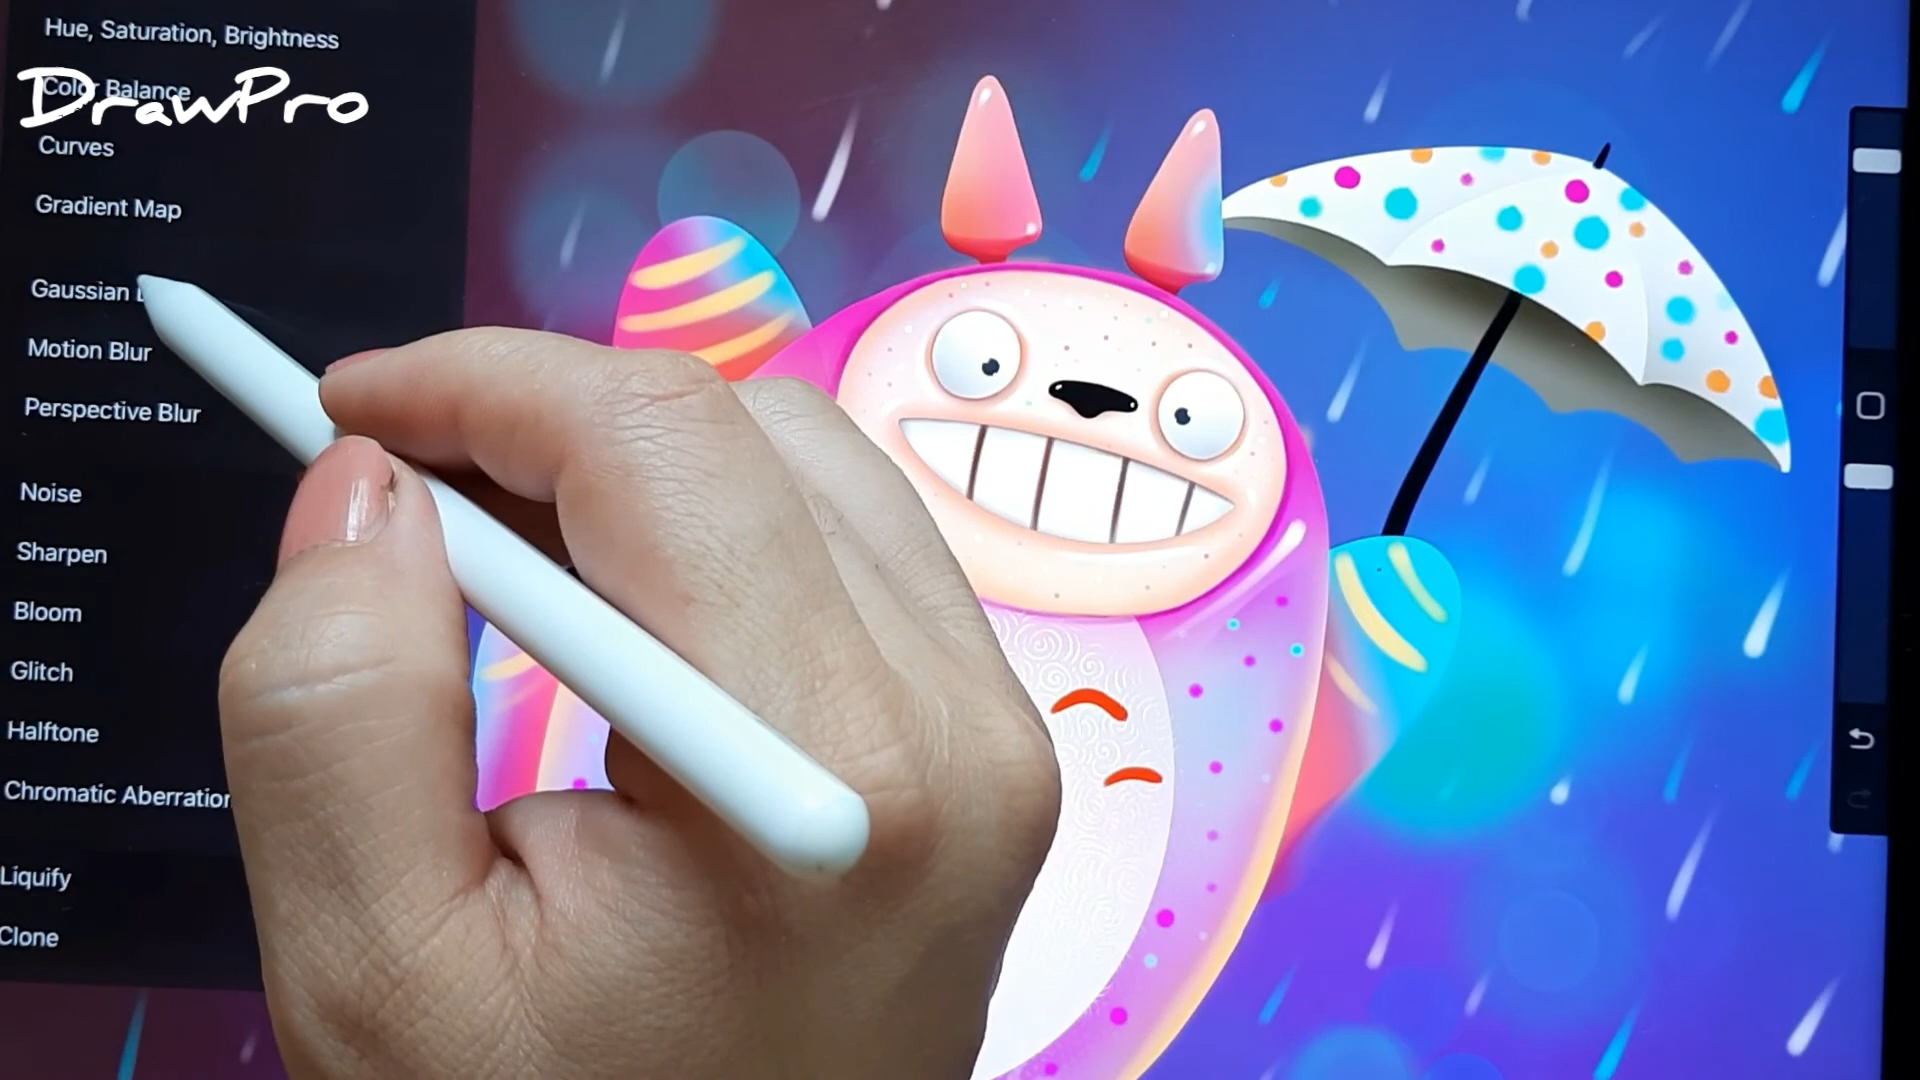 Hue, Saturation, Brightness
Color Balance
DrawPro
Curves
Gradient Map
Gaussian
Motion Blur
Perspective Blur
Noise
Sharpen
Bloom
Glitch
Halftone
Chromatic Aberration
Liquify
Clone